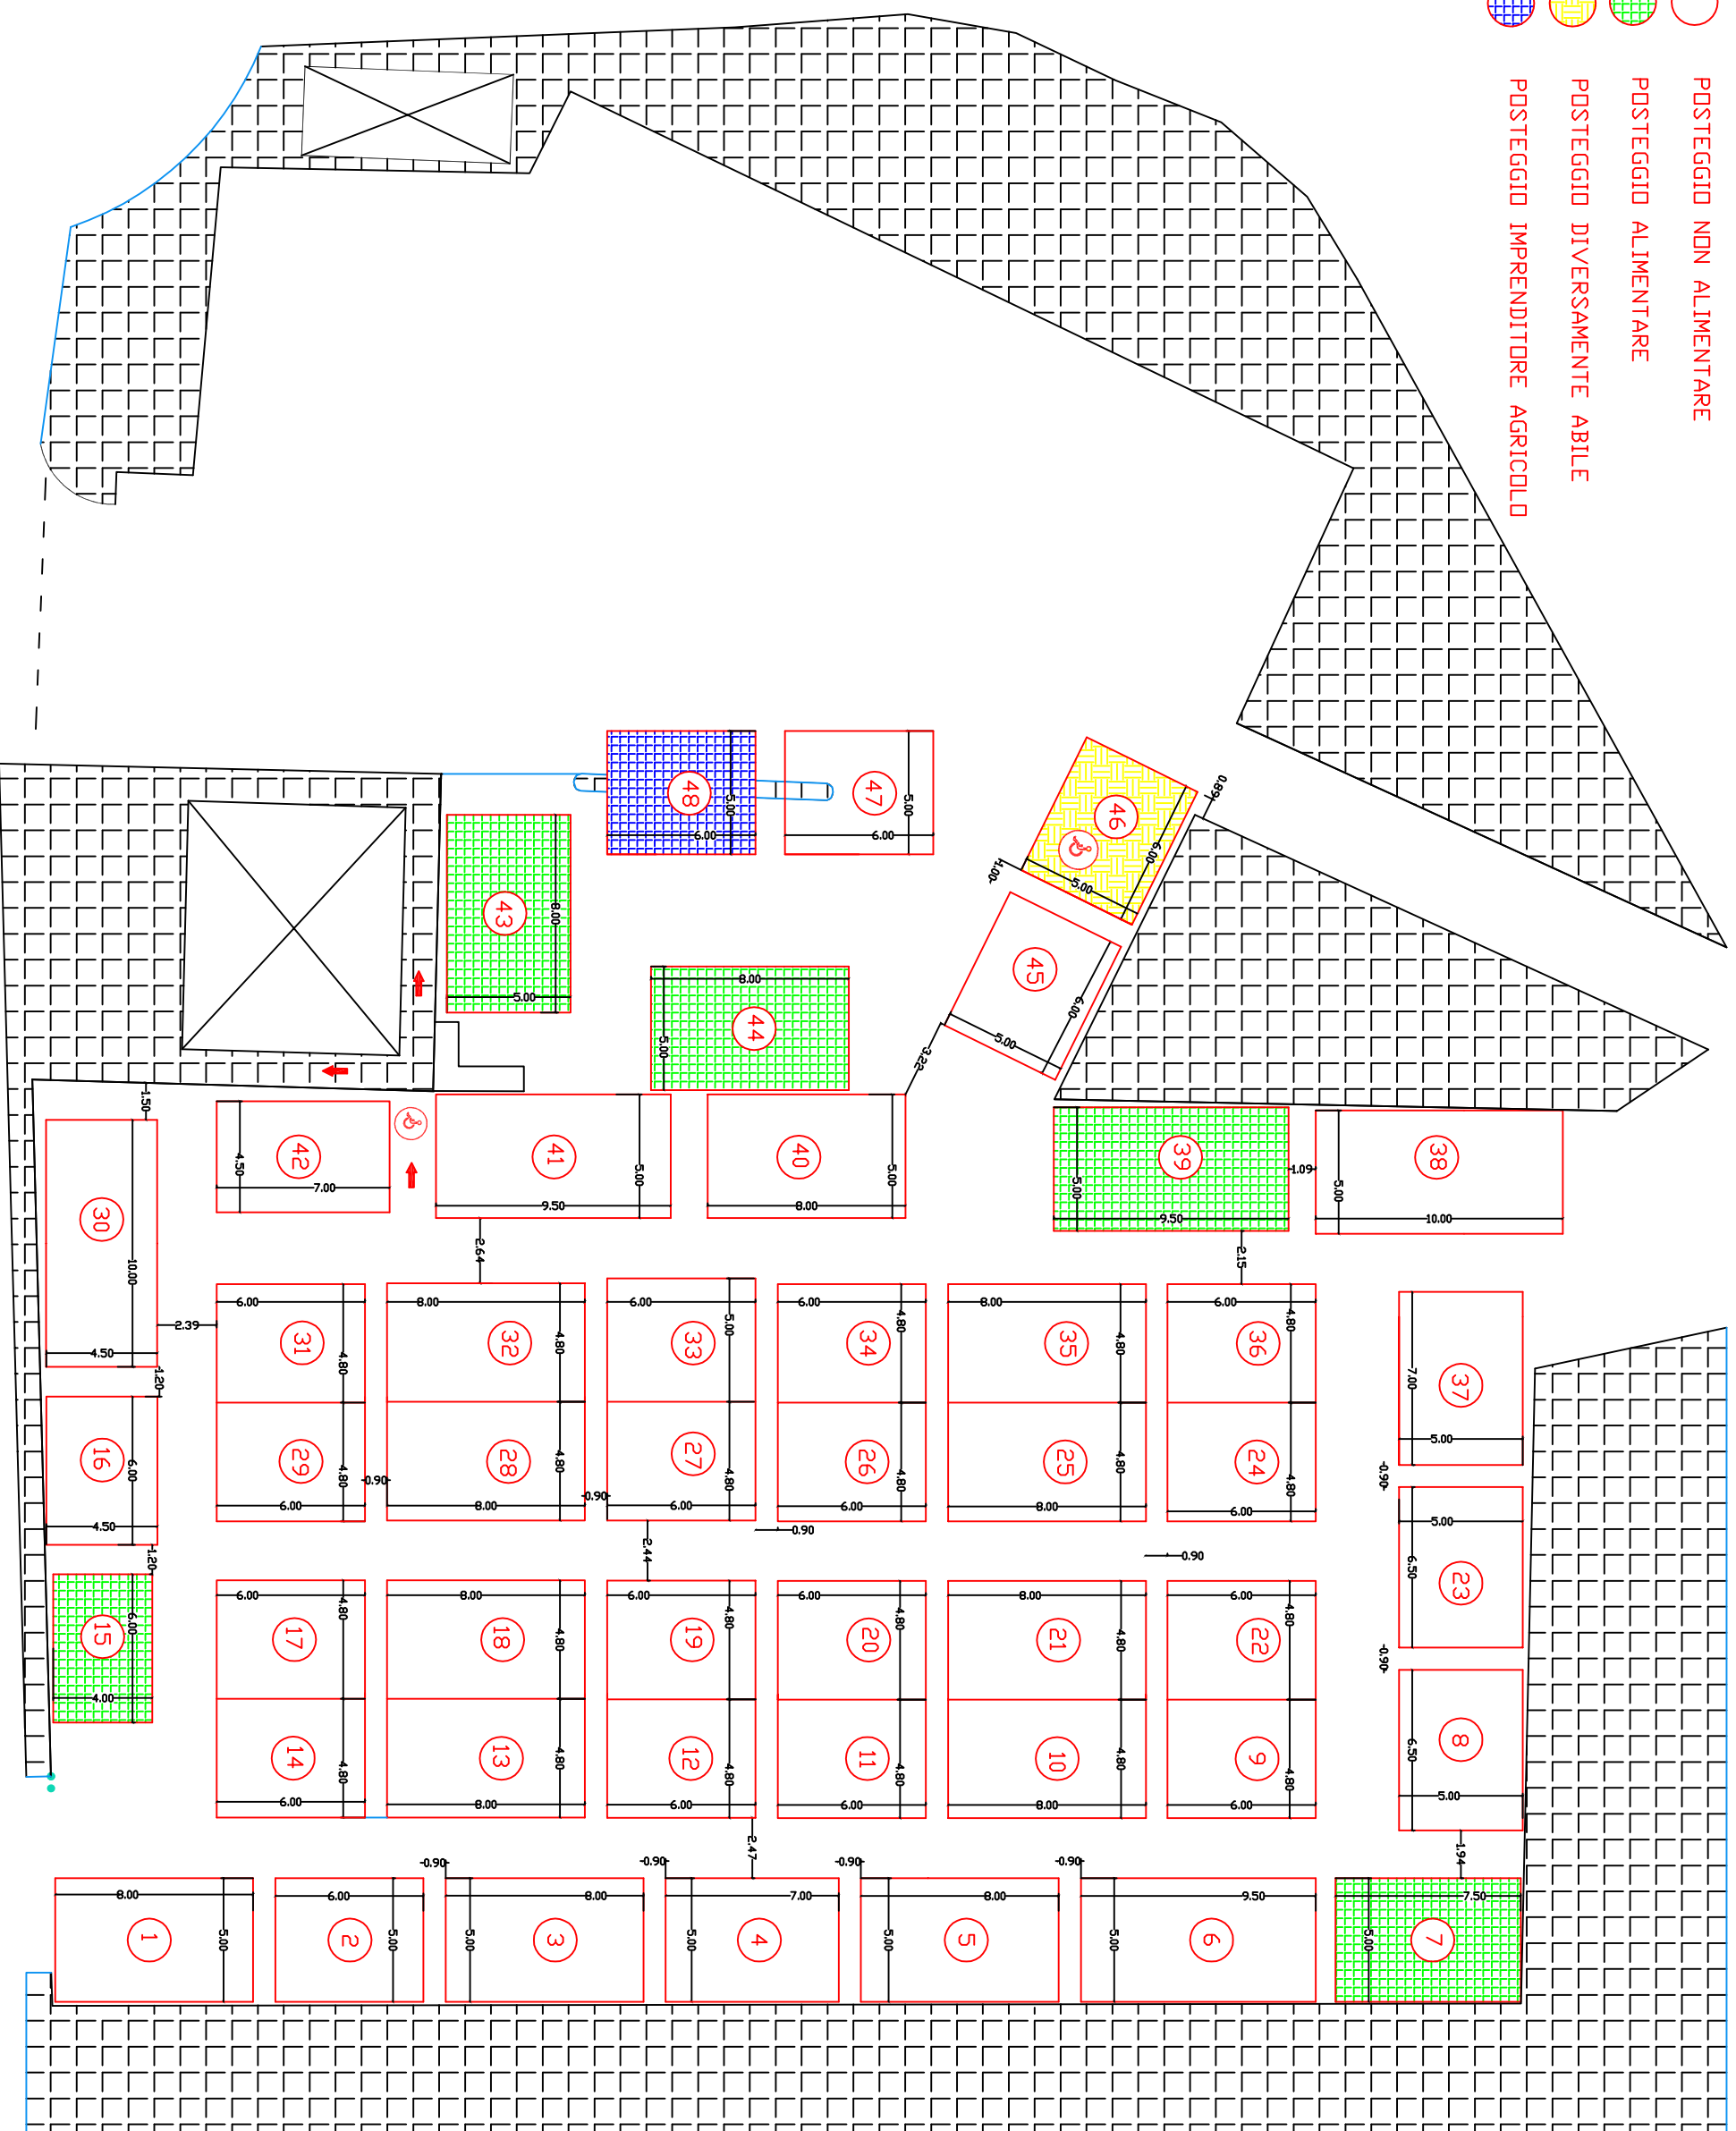 POSTEGGIO NON ALIMENTARE
POSTEGGIO ALIMENTARE
POSTEGGIO DIVERSAMENTE ABILE
POSTEGGIO IMPRENDITORE AGRICOLO
48 5.00 6.00
47 5.00 6.00
46 6.00 5.00 0.89 1.00
45 6.00 5.00 3.22
43 8.00 5.00
44 8.00 5.00
1.50
42 4.50 7.00
41 5.00 9.50
40 5.00 8.00
39 5.00 9.50
1.09
38 5.00 10.00
30 10.00 4.50
2.39
2.64
2.15
31 6.00 4.80
32 8.00 4.80
33 6.00 5.00
34 6.00 4.80
35 8.00 4.80
36 6.00 4.80
37 7.00 5.00
1.20
16 6.00 4.50
29 4.80 6.00
0.90
28 4.80 8.00
0.90
27 4.80 6.00
26 4.80 6.00
25 4.80 8.00
24 4.80 6.00
0.90
23 5.00 6.50
0.90
2.44
0.90
1.20
15 6.00 4.00
17 6.00 4.80
18 8.00 4.80
19 6.00 4.80
20 6.00 4.80
21 8.00 4.80
22 6.00 4.80
0.90
8 6.50 5.00
14 4.80 6.00
13 4.80 8.00
12 4.80 6.00
11 4.80 6.00
10 4.80 8.00
9 4.80 6.00
0.90
0.90
2.47
0.90
0.90
1.94
1 8.00 5.00
2 6.00 5.00
3 8.00 5.00
4 7.00 5.00
5 8.00 5.00
6 9.50 5.00
7 7.50 5.00